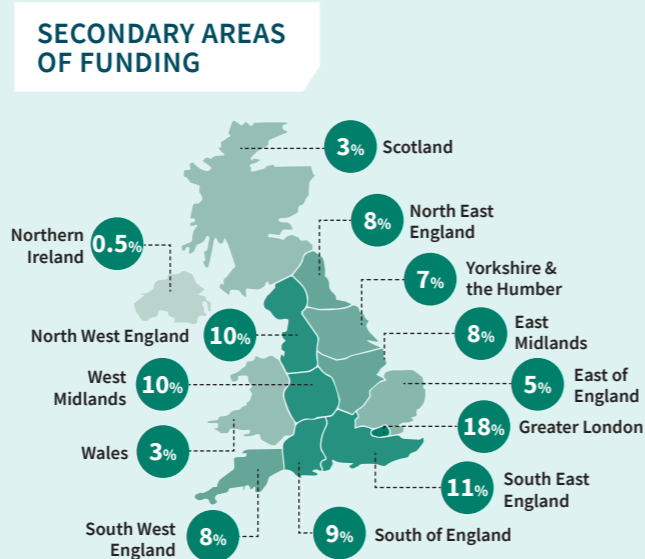 SECONDARY AREAS
OF FUNDING
3%
Scotland
8%
North East
England
Northern
Ireland
0.5%
7%
Yorkshire &
the Humber
North West England
10%
8%
East
Midlands
West
Midlands
10%
5%
East of
England
18%
Greater London
Wales
3%
11%
South East
England
South West
England
8%
9%
South of England